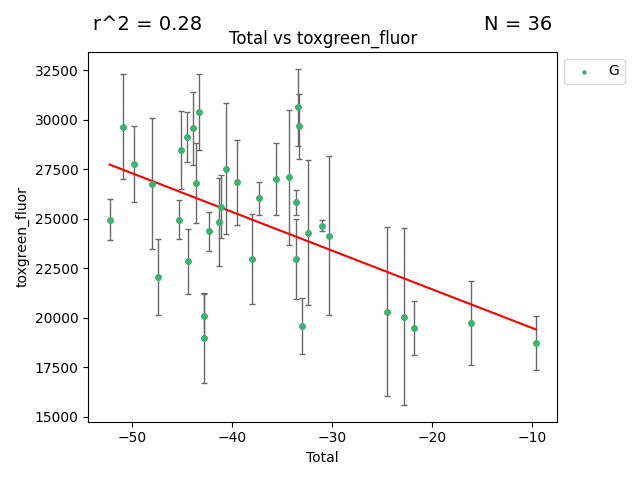 r^2 = 0.28
N = 36
Total vs toxgreen_fluor
G
32500
30000
27500
25000
22500
20000
17500
15000
toxgreen_fluor
−50
−40
−30
−20
−10
Total